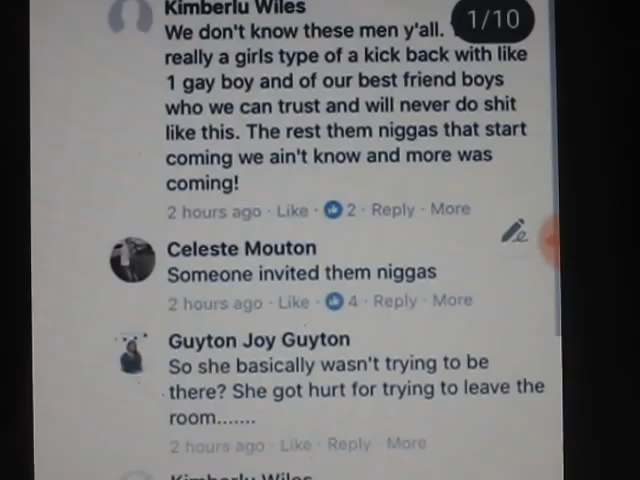 Kimberlu Wiles
We don't know these men y'all.
1/10
really a girls type of a kick back with like
1 gay boy and of our best friend boys
who we can trust and will never do shit
like this. The rest them niggas that start
coming we ain't know and more was
coming!
2 hours ago · Like · 2 · Reply · More
Celeste Mouton
Someone invited them niggas
2 hours ago · Like · 4 · Reply · More
Guyton Joy Guyton
So she basically wasn't trying to be
there? She got hurt for trying to leave the
room.......
2 hours ago · Like · Reply · More
Kimberlu Wiles